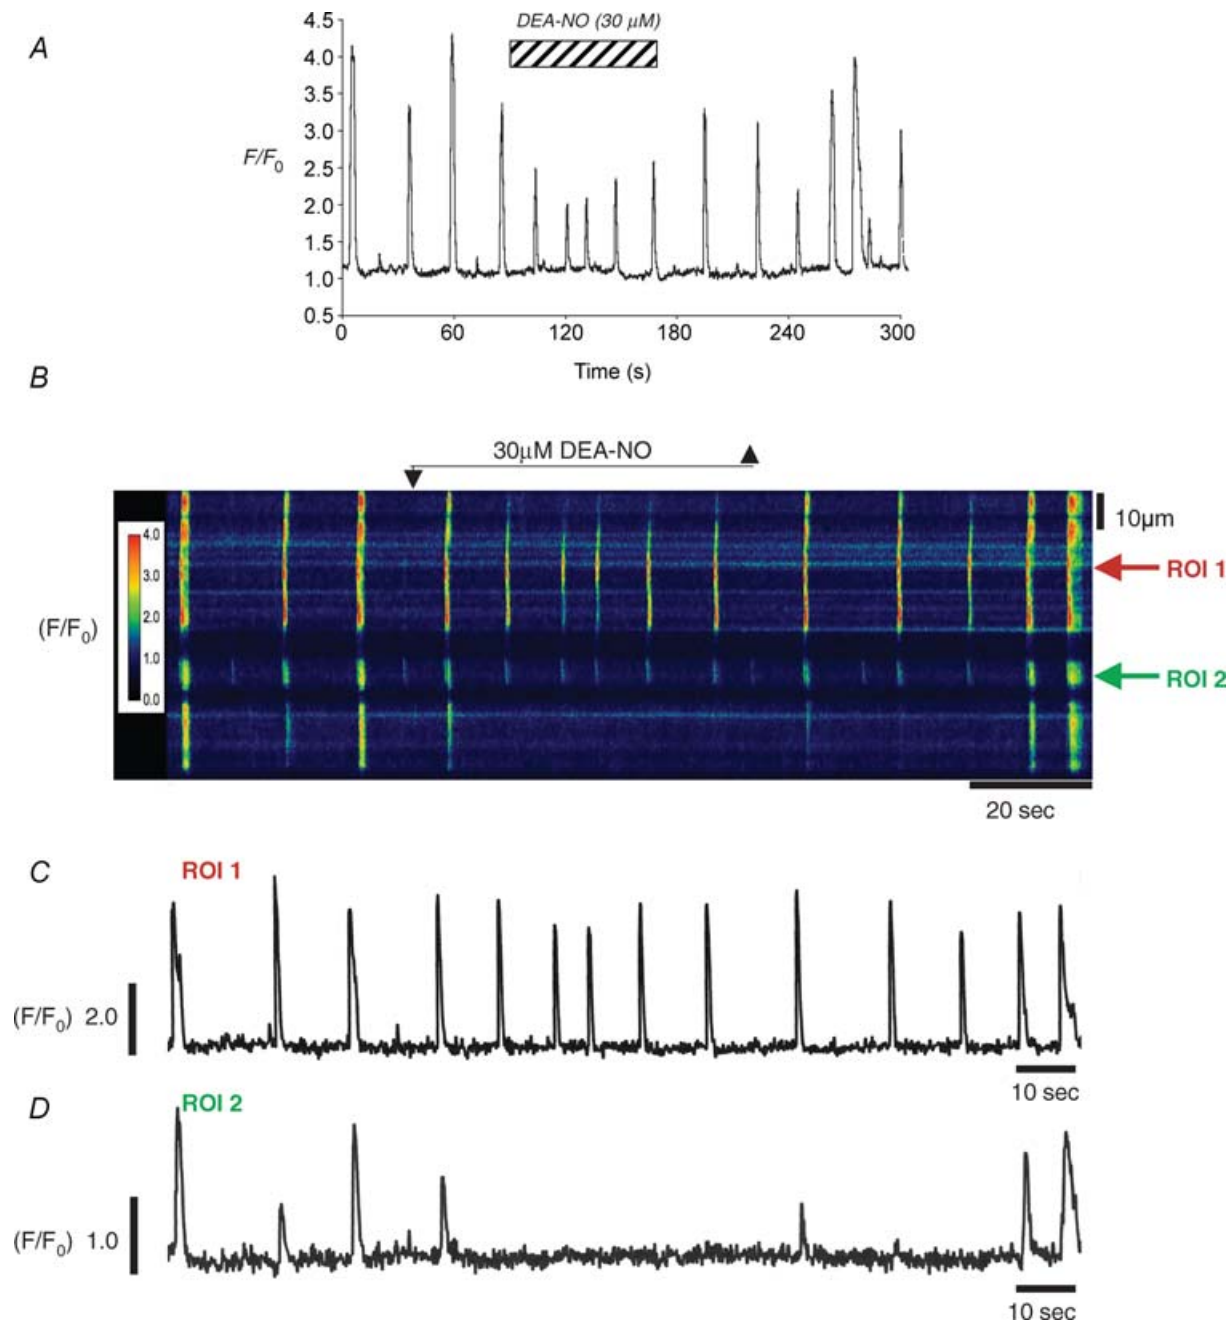 A
DEA-NO (30 µM)
4.5
4.0
3.5
3.0
2.5
2.0
1.5
1.0
0.5
F/F0
0 60 120 180 240 300
Time (s)
B
30µM DEA-NO
10µm
4.0
3.0
2.0
1.0
0.0
(F/F0)
ROI 1
ROI 2
20 sec
C
ROI 1
(F/F0) 2.0
10 sec
D
ROI 2
(F/F0) 1.0
10 sec